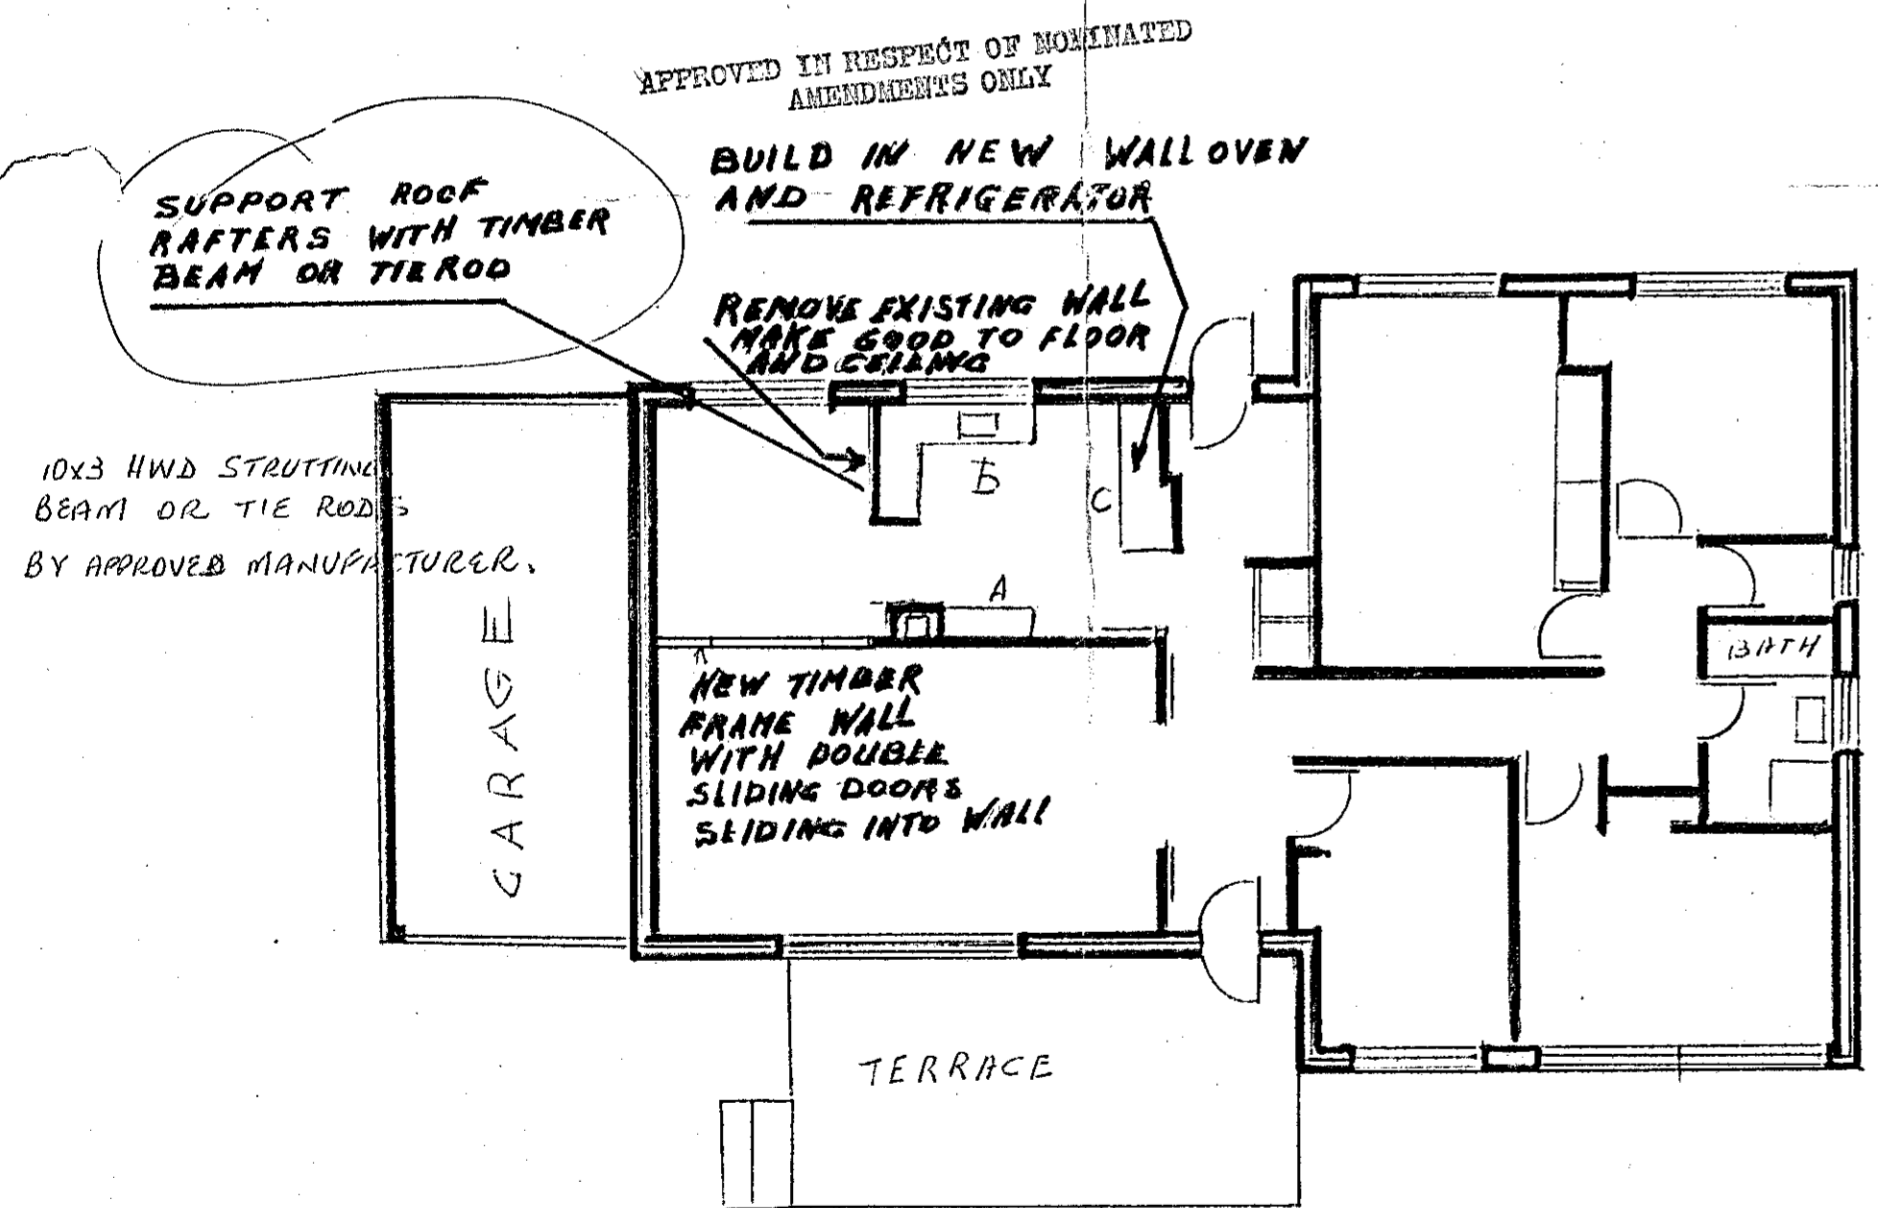 APPROVED IN RESPECT OF NOMINATED
AMENDMENTS ONLY
BUILD IN NEW WALL OVEN
AND REFRIGERATOR
SUPPORT ROOF
RAFTERS WITH TIMBER
BEAM OR TIE ROD
REMOVE EXISTING WALL
MAKE GOOD TO FLOOR
AND CEILING
10x3 HWD STRUTTING
BEAM OR TIE RODS
BY APPROVED MANUFACTURER.
B
C
A
GARAGE
BATH
NEW TIMBER
FRAME WALL
WITH DOUBLE
SLIDING DOORS
SLIDING INTO WALL
TERRACE